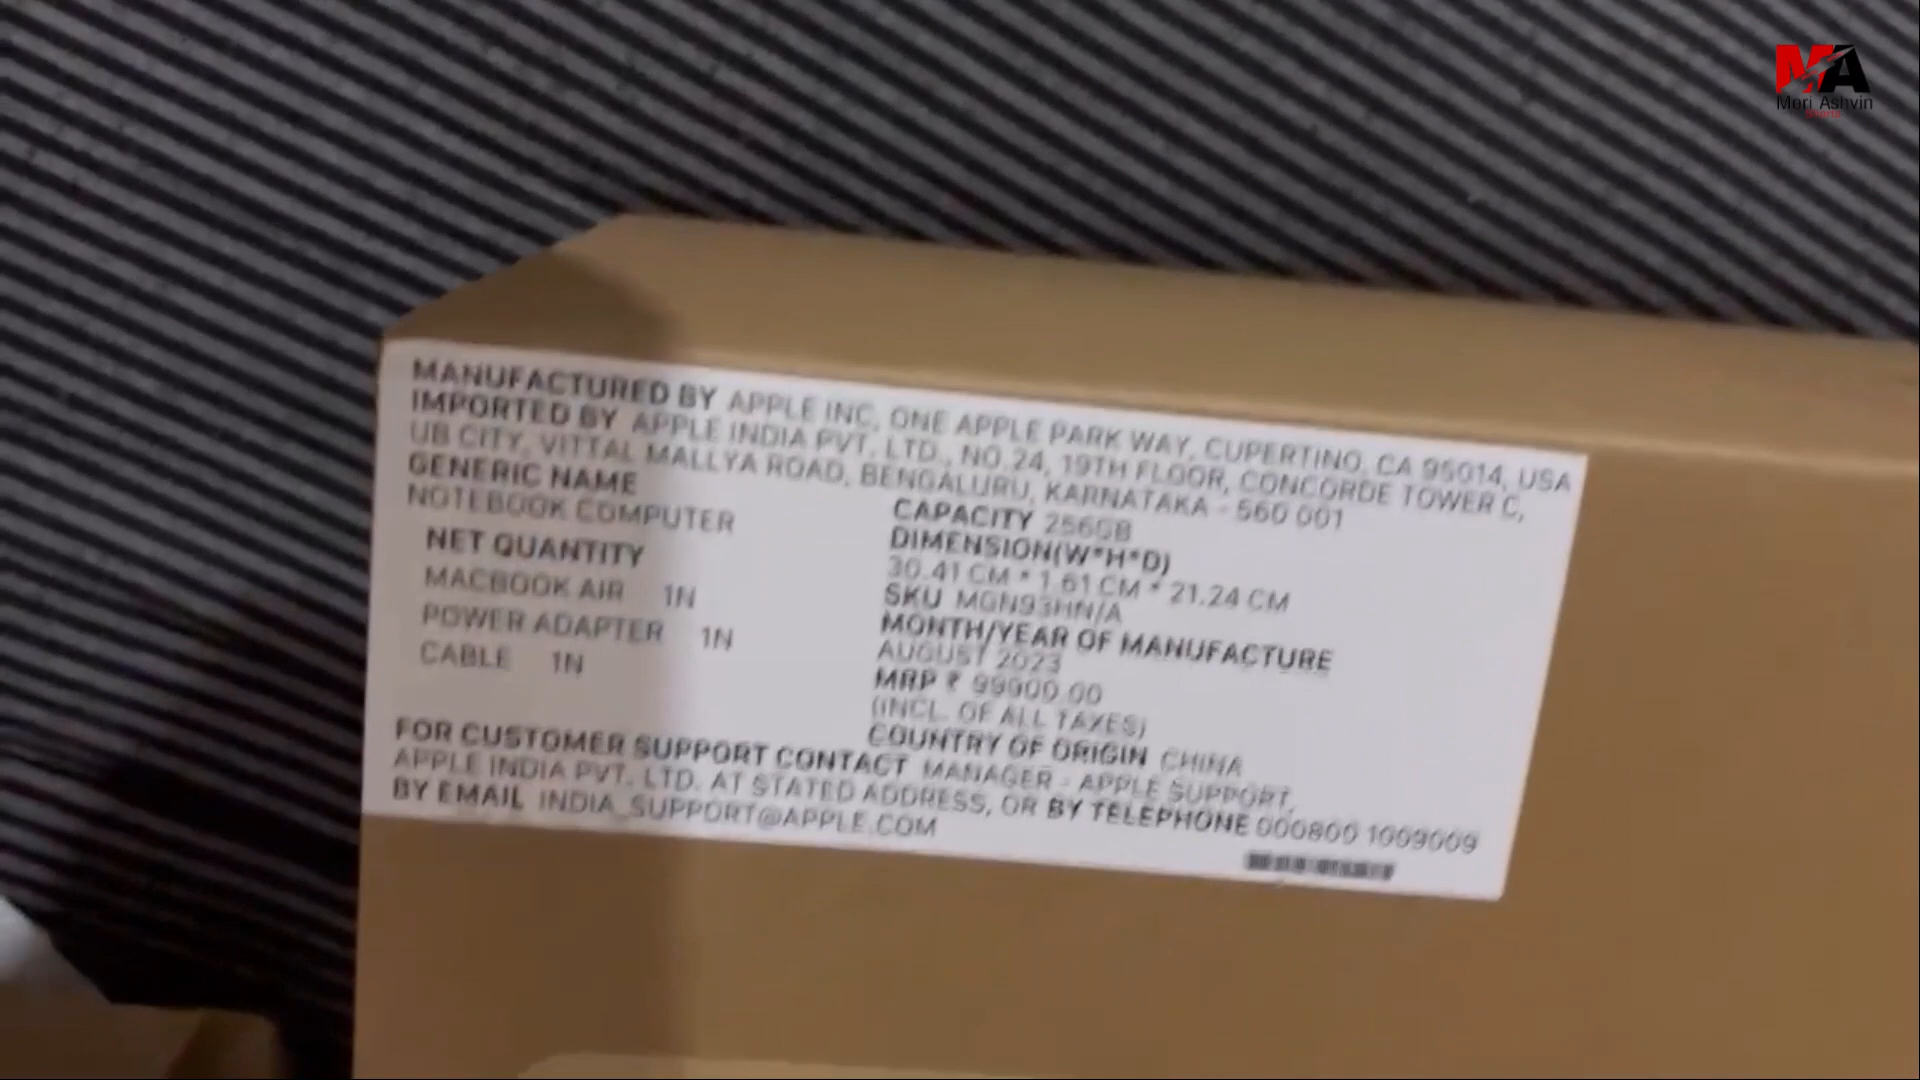 MA
Mori Ashvin
MANUFACTURED BY APPLE INC, ONE APPLE PARK WAY, CUPERTINO, CA 95014, USA
IMPORTED BY APPLE INDIA PVT. LTD., NO.24, 19TH FLOOR, CONCORDE TOWER C,
UB CITY, VITTAL MALLYA ROAD, BENGALURU, KARNATAKA - 560 001
GENERIC NAME
NOTEBOOK COMPUTER
NET QUANTITY
MACBOOK AIR 1N
POWER ADAPTER 1N
CABLE 1N
CAPACITY 256GB
DIMENSION(W*H*D)
30.41 CM * 1.61 CM * 21.24 CM
SKU MGN93HN/A
MONTH/YEAR OF MANUFACTURE
AUGUST 2023
MRP ₹ 99900.00
(INCL. OF ALL TAXES)
COUNTRY OF ORIGIN CHINA
FOR CUSTOMER SUPPORT CONTACT MANAGER - APPLE SUPPORT,
APPLE INDIA PVT. LTD. AT STATED ADDRESS, OR BY TELEPHONE 000800 1009009
BY EMAIL INDIA_SUPPORT@APPLE.COM